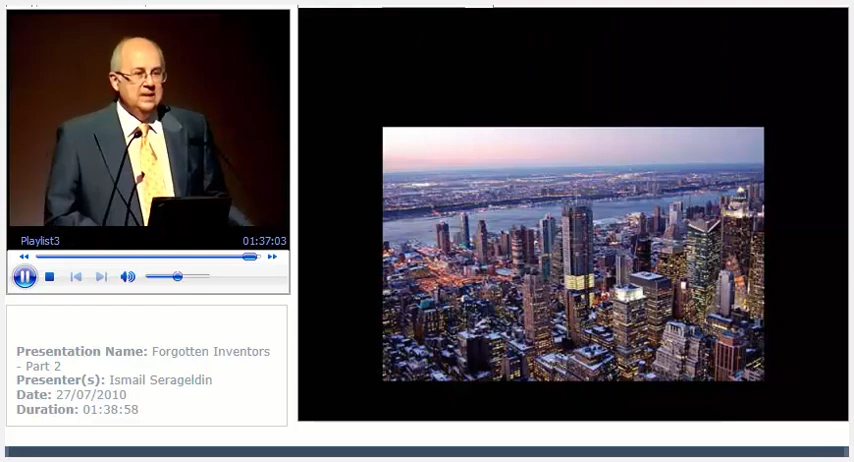 Playlist3 01:37:03
Presentation Name: Forgotten Inventors
- Part 2
Presenter(s): Ismail Serageldin
Date: 27/07/2010
Duration: 01:38:58